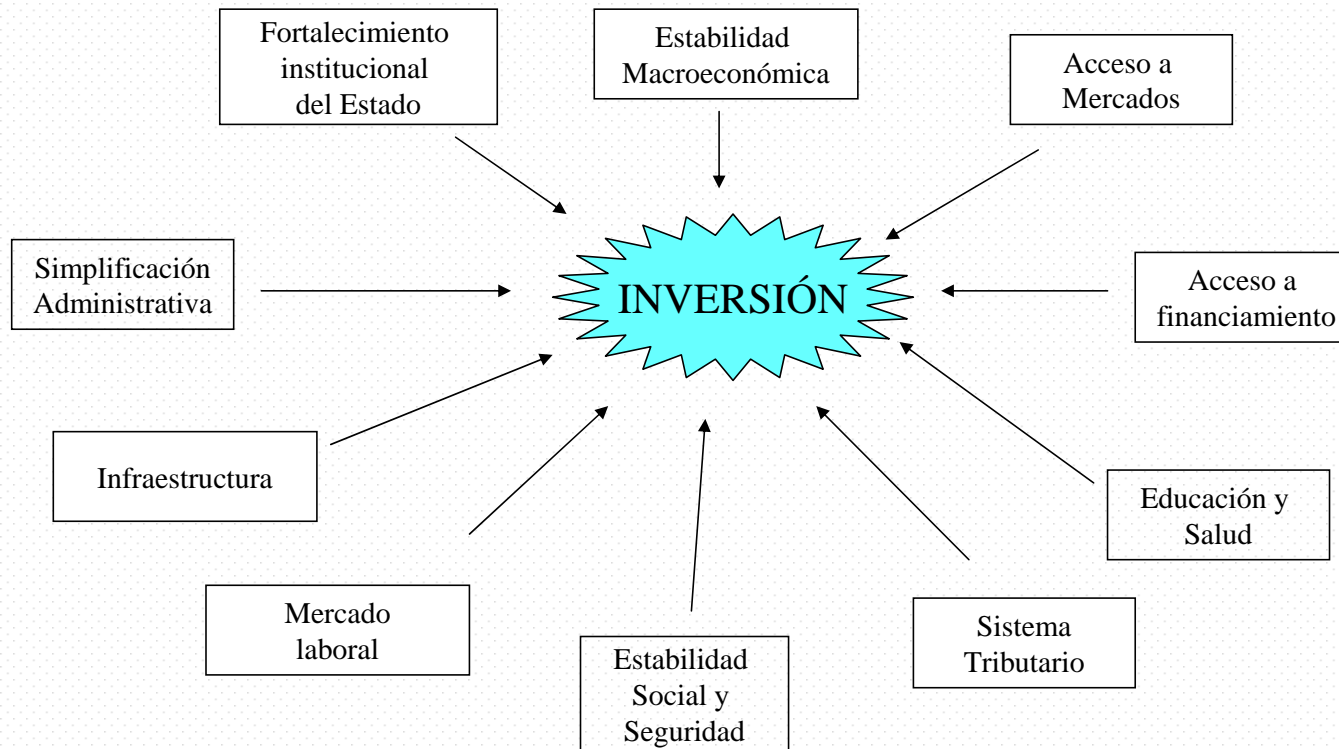 Fortalecimiento
institucional
del Estado
Estabilidad
Macroeconómica
Acceso a
Mercados
Simplificación
Administrativa
INVERSIÓN
Acceso a
financiamiento
Infraestructura
Educación y
Salud
Mercado
laboral
Estabilidad
Social y
Seguridad
Sistema
Tributario